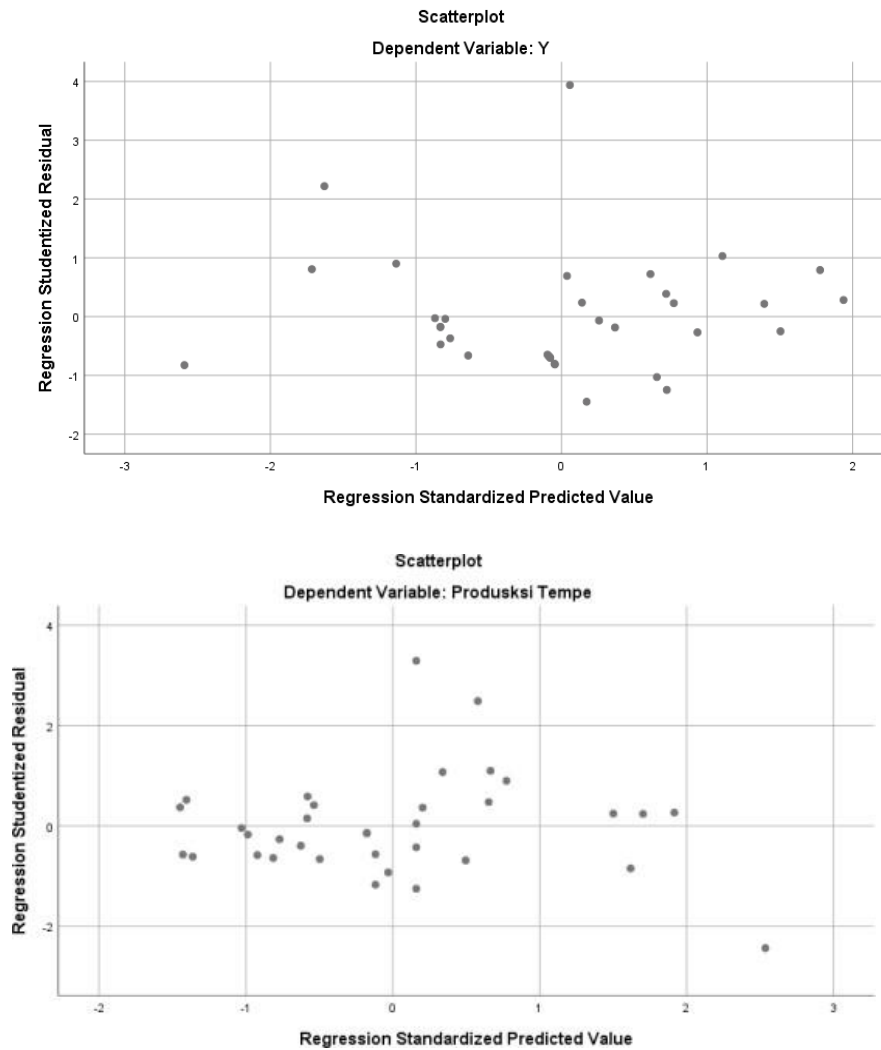 Scatterplot
Dependent Variable: Y
Regression Studentized Residual
4
3
2
1
0
-1
-2
-3 -2 -1 0 1 2
Regression Standardized Predicted Value
Scatterplot
Dependent Variable: Produsksi Tempe
Regression Studentized Residual
4
2
0
-2
-2 -1 0 1 2 3
Regression Standardized Predicted Value